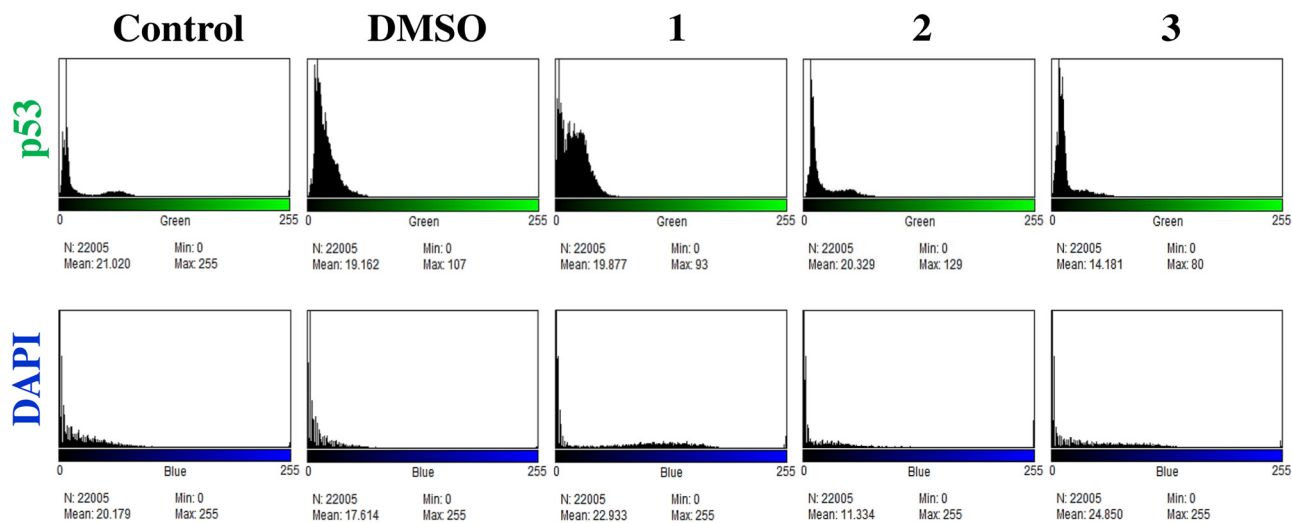 Control DMSO 1 2 3
p53
0 255 0 255 0 255 0 255 0 255
Green Green Green Green Green
N: 22005 Min: 0 N: 22005 Min: 0 N: 22005 Min: 0 N: 22005 Min: 0 N: 22005 Min: 0
Mean: 21.020 Max: 255 Mean: 19.162 Max: 107 Mean: 19.877 Max: 93 Mean: 20.329 Max: 129 Mean: 14.181 Max: 80
DAPI
0 255 0 255 0 255 0 255 0 255
Blue Blue Blue Blue Blue
N: 22005 Min: 0 N: 22005 Min: 0 N: 22005 Min: 0 N: 22005 Min: 0 N: 22005 Min: 0
Mean: 20.179 Max: 255 Mean: 17.614 Max: 255 Mean: 22.933 Max: 255 Mean: 11.334 Max: 255 Mean: 24.850 Max: 255